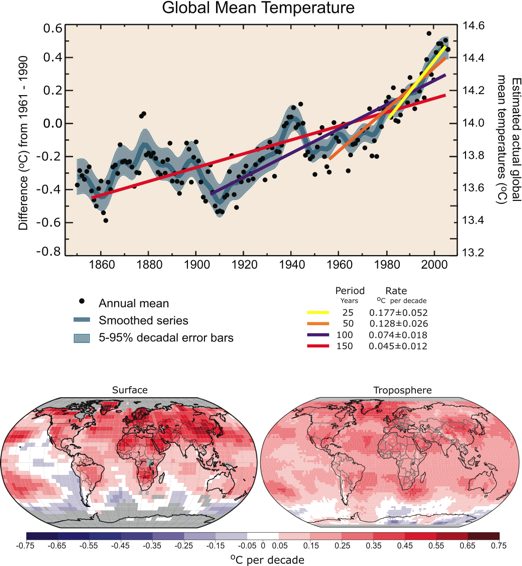 Global Mean Temperature
Difference (ºC) from 1961 - 1990
0.6
0.4
0.2
0.0
-0.2
-0.4
-0.6
-0.8
14.6
14.4
14.2
14.0
13.8
13.6
13.4
13.2
Estimated actual global
mean temperatures (ºC)
1860 1880 1900 1920 1940 1960 1980 2000
Annual mean
Smoothed series
5-95% decadal error bars
Period Rate
Years ºC per decade
25 0.177±0.052
50 0.128±0.026
100 0.074±0.018
150 0.045±0.012
Surface Troposphere
-0.75 -0.65 -0.55 -0.45 -0.35 -0.25 -0.15 -0.05 0 0.05 0.15 0.25 0.35 0.45 0.55 0.65 0.75
ºC per decade